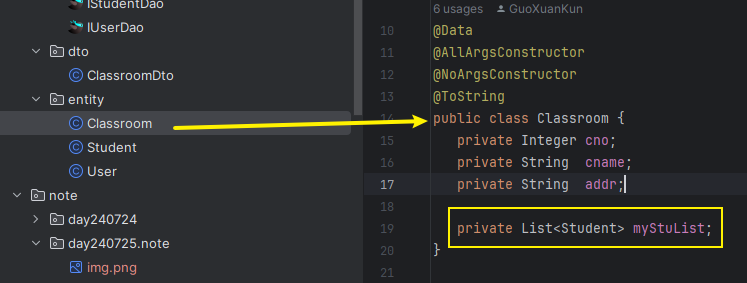 IStudentDao
IUserDao
dto
ClassroomDto
entity
Classroom
Student
User
note
day240724
day240725.note
img.png
6 usages GuoXuanKun
10 @Data
11 @AllArgsConstructor
12 @NoArgsConstructor
13 @ToString
14 public class Classroom {
15 private Integer cno;
16 private String cname;
17 private String addr;
18
19 private List<Student> myStuList;
20 }
21